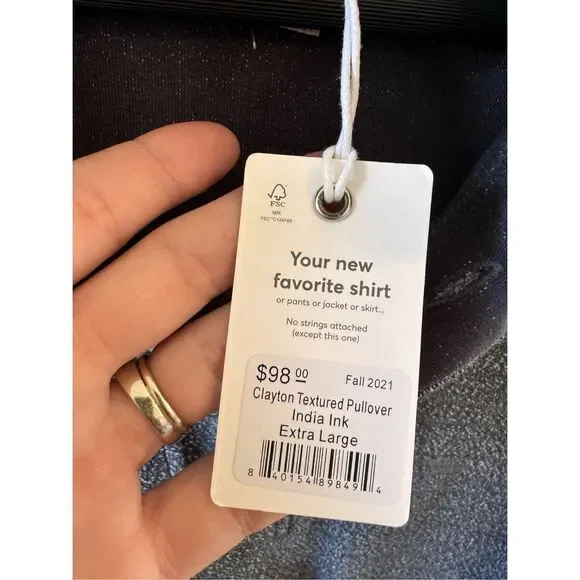 FSC
MIX
Your new
favorite shirt
or pants or jacket or skirt...
No strings attached
(except this one)
$98.00 Fall 2021
Clayton Textured Pullover
India Ink
Extra Large
8 40154 89849 4